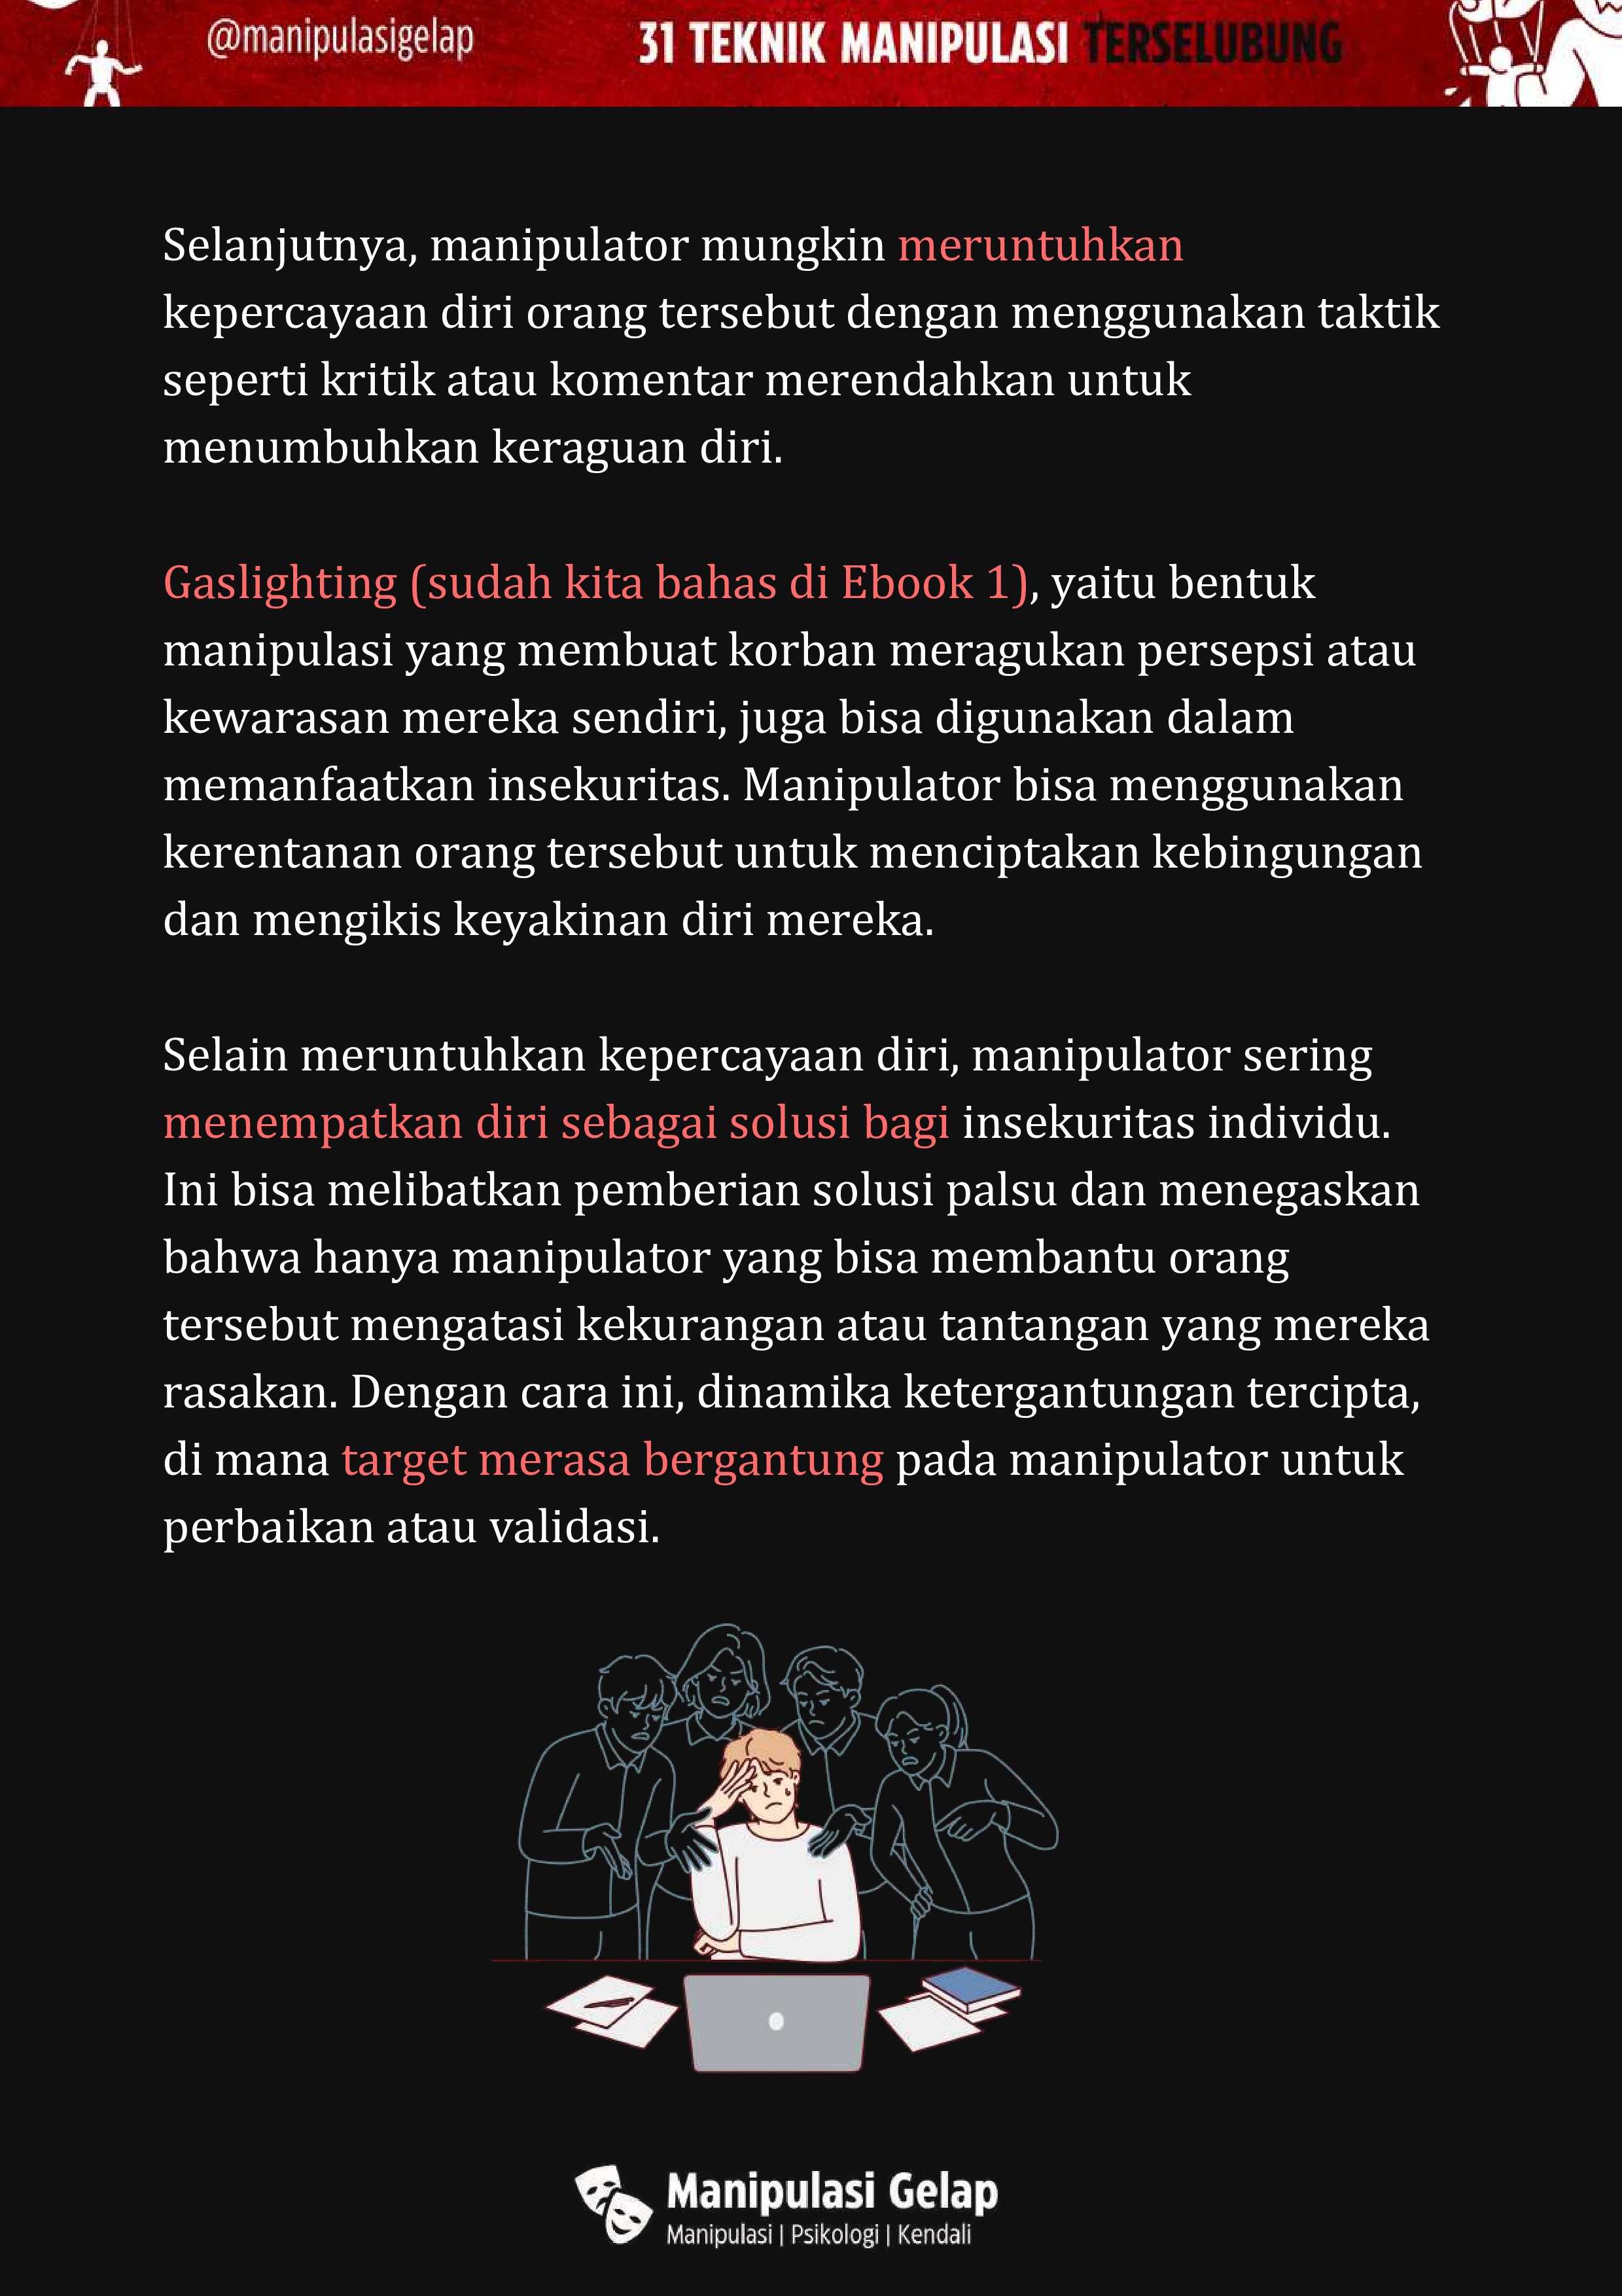 @manipulasigelap
31 TEKNIK MANIPULASI TERSELUBUNG
Selanjutnya, manipulator mungkin meruntuhkan
kepercayaan diri orang tersebut dengan menggunakan taktik
seperti kritik atau komentar merendahkan untuk
menumbuhkan keraguan diri.
Gaslighting (sudah kita bahas di Ebook 1), yaitu bentuk
manipulasi yang membuat korban meragukan persepsi atau
kewarasan mereka sendiri, juga bisa digunakan dalam
memanfaatkan insekuritas. Manipulator bisa menggunakan
kerentanan orang tersebut untuk menciptakan kebingungan
dan mengikis keyakinan diri mereka.
Selain meruntuhkan kepercayaan diri, manipulator sering
menempatkan diri sebagai solusi bagi insekuritas individu.
Ini bisa melibatkan pemberian solusi palsu dan menegaskan
bahwa hanya manipulator yang bisa membantu orang
tersebut mengatasi kekurangan atau tantangan yang mereka
rasakan. Dengan cara ini, dinamika ketergantungan tercipta,
di mana target merasa bergantung pada manipulator untuk
perbaikan atau validasi.
Manipulasi Gelap
Manipulasi | Psikologi | Kendali